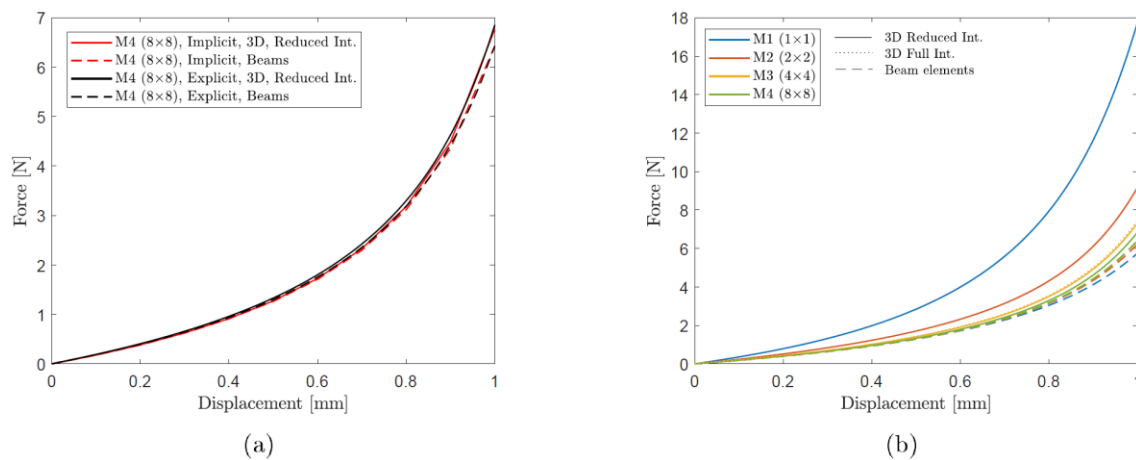 M4 (8×8), Implicit, 3D, Reduced Int.
M4 (8×8), Implicit, Beams
M4 (8×8), Explicit, 3D, Reduced Int.
M4 (8×8), Explicit, Beams
7
6
5
4
3
2
1
0
Force [N]
0
0.2
0.4
0.6
0.8
1
Displacement [mm]
(a)
M1 (1×1)
M2 (2×2)
M3 (4×4)
M4 (8×8)
3D Reduced Int.
3D Full Int.
Beam elements
18
16
14
12
10
8
6
4
2
0
Force [N]
0
0.2
0.4
0.6
0.8
1
Displacement [mm]
(b)